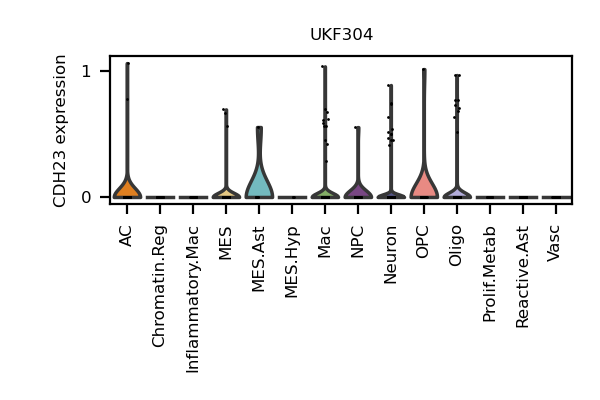 UKF304
CDH23 expression
1
0
AC
Chromatin.Reg
Inflammatory.Mac
MES
MES.Ast
MES.Hyp
Mac
NPC
Neuron
OPC
Oligo
Prolif.Metab
Reactive.Ast
Vasc